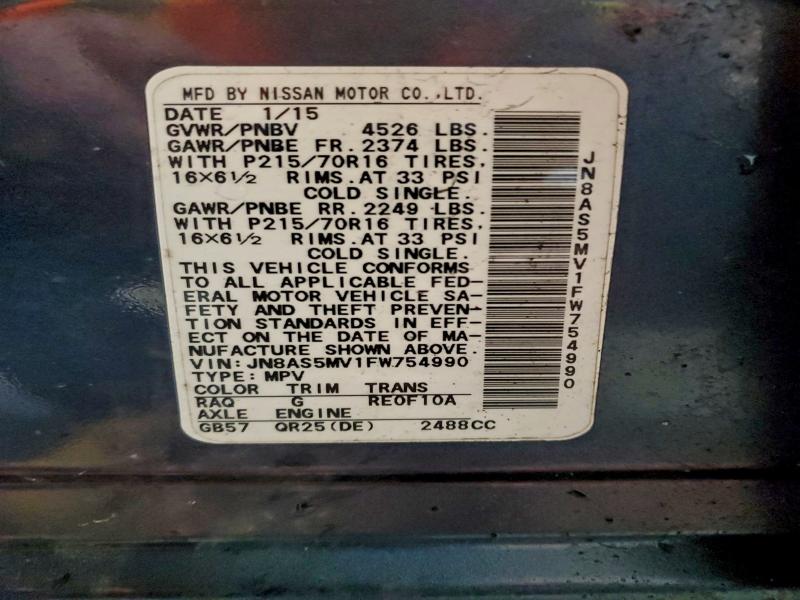 MFD BY NISSAN MOTOR CO.,LTD.
DATE 1/15
GVWR/PNBV 4526 LBS.
GAWR/PNBE FR. 2374 LBS.
WITH P215/70R16 TIRES,
16×6½ RIMS.AT 33 PSI
COLD SINGLE.
GAWR/PNBE RR. 2249 LBS.
WITH P215/70R16 TIRES,
16×6½ RIMS.AT 33 PSI
COLD SINGLE.
THIS VEHICLE CONFORMS
TO ALL APPLICABLE FED-
ERAL MOTOR VEHICLE SA-
FETY AND THEFT PREVEN-
TION STANDARDS IN EFF-
ECT ON THE DATE OF MA-
NUFACTURE SHOWN ABOVE.
VIN:JN8AS5MV1FW754990
TYPE:MPV
COLOR TRIM TRANS
RAQ G RE0F10A
AXLE ENGINE
GB57 QR25(DE) 2488CC
JN8AS5MV1FW754990